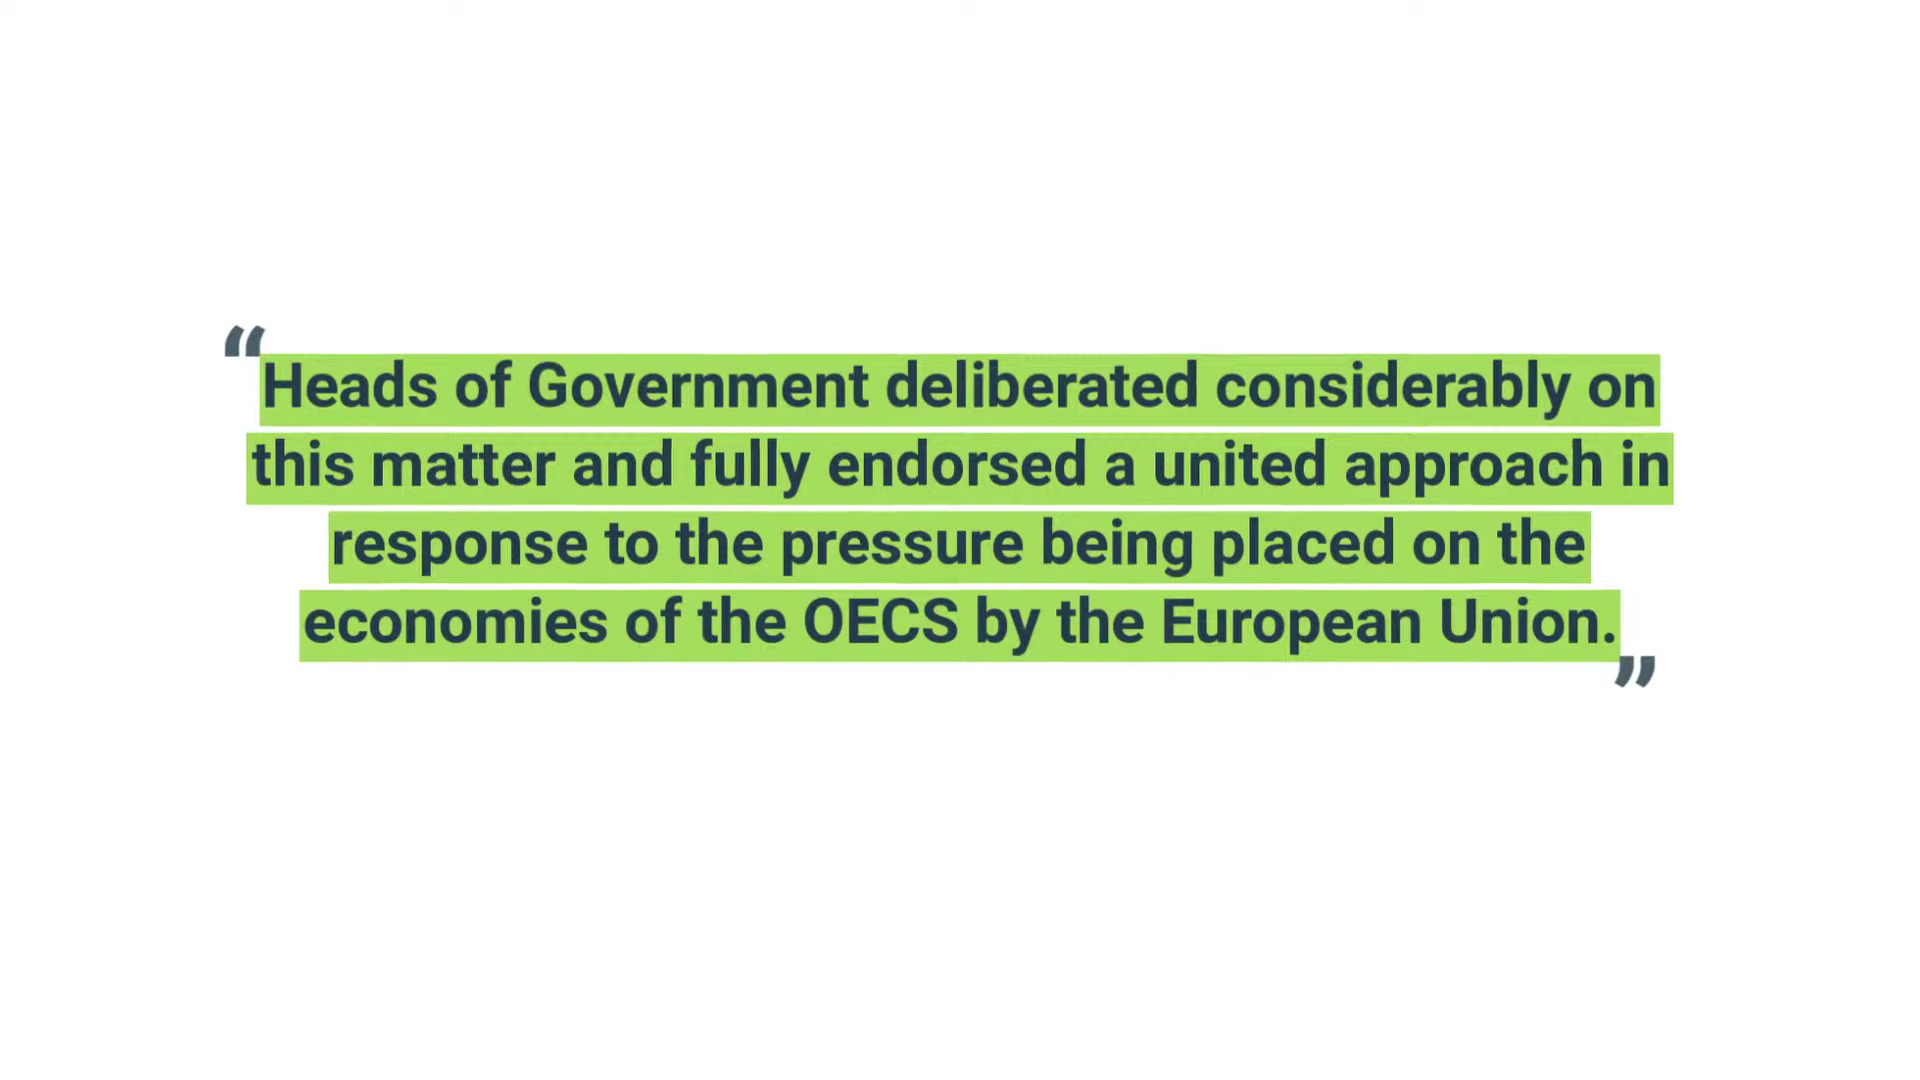 “Heads of Government deliberated considerably on
this matter and fully endorsed a united approach in
response to the pressure being placed on the
economies of the OECS by the European Union.”